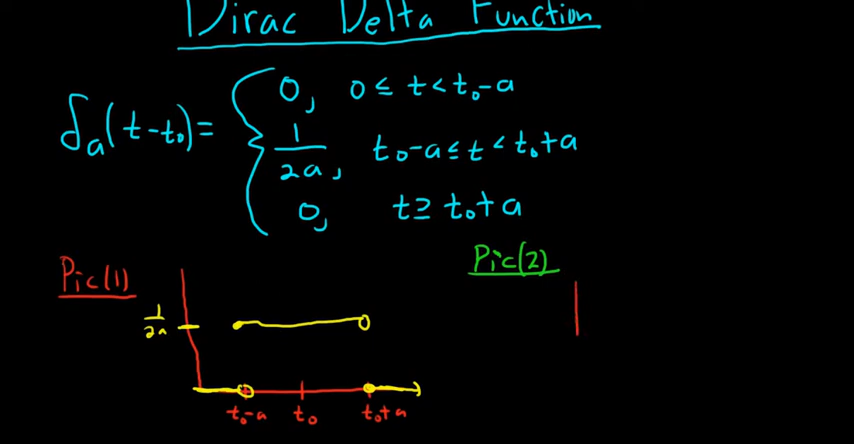 Dirac Delta Function
δₐ(t-t₀)= { 0, 0 ≤ t < t₀-a
1/2a, t₀-a ≤ t < t₀+a
0, t ≥ t₀+a
Pic(1)
Pic(2)
1/2a
t₀-a t₀ t₀+a